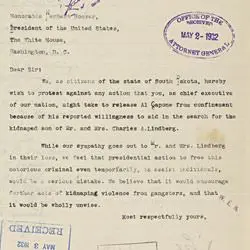 Honorable Herbert Hoover,
President of the United States,
The White House,
Washington, D. C.
OFFICE OF THE
RECEIVED
MAY 2 - 1932
ATTORNEY GENERAL
Dear Sir:
We, as citizens of the state of South Dakota, hereby
wish to protest against any action that you, as chief executive
of our nation, might take to release Al Capone from confinement
because of his reported willingness to aid in the search for the
kidnaped son of Mr. and Mrs. Charles A. Lindberg.
While our sympathy goes out to Mr. and Mrs. Lindberg
in their loss, we feel that presidential action to free this
notorious criminal even temporarily, to assist individuals,
would be a serious mistake. We believe that it would encourage
further acts of kidnaping violence from gangsters, and that
it would be wholly unwise.
Most respectfully yours,
RECEIVED
MAY 3 1932